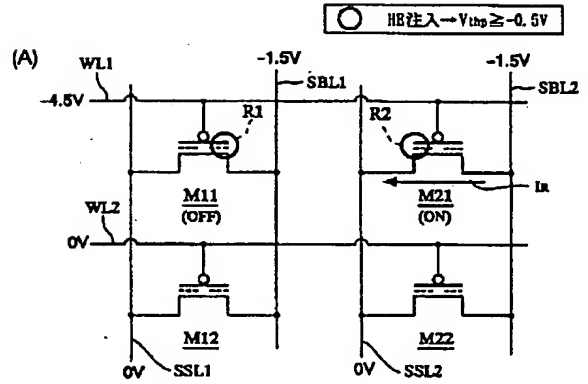 HE注入→Vthp≧-0.5V
(A)
-1.5V
-1.5V
WL1
SBL1
SBL2
-4.5V
R1
R2
M11
(OFF)
M21
(ON)
IR
WL2
0V
M12
M22
0V
SSL1
0V
SSL2